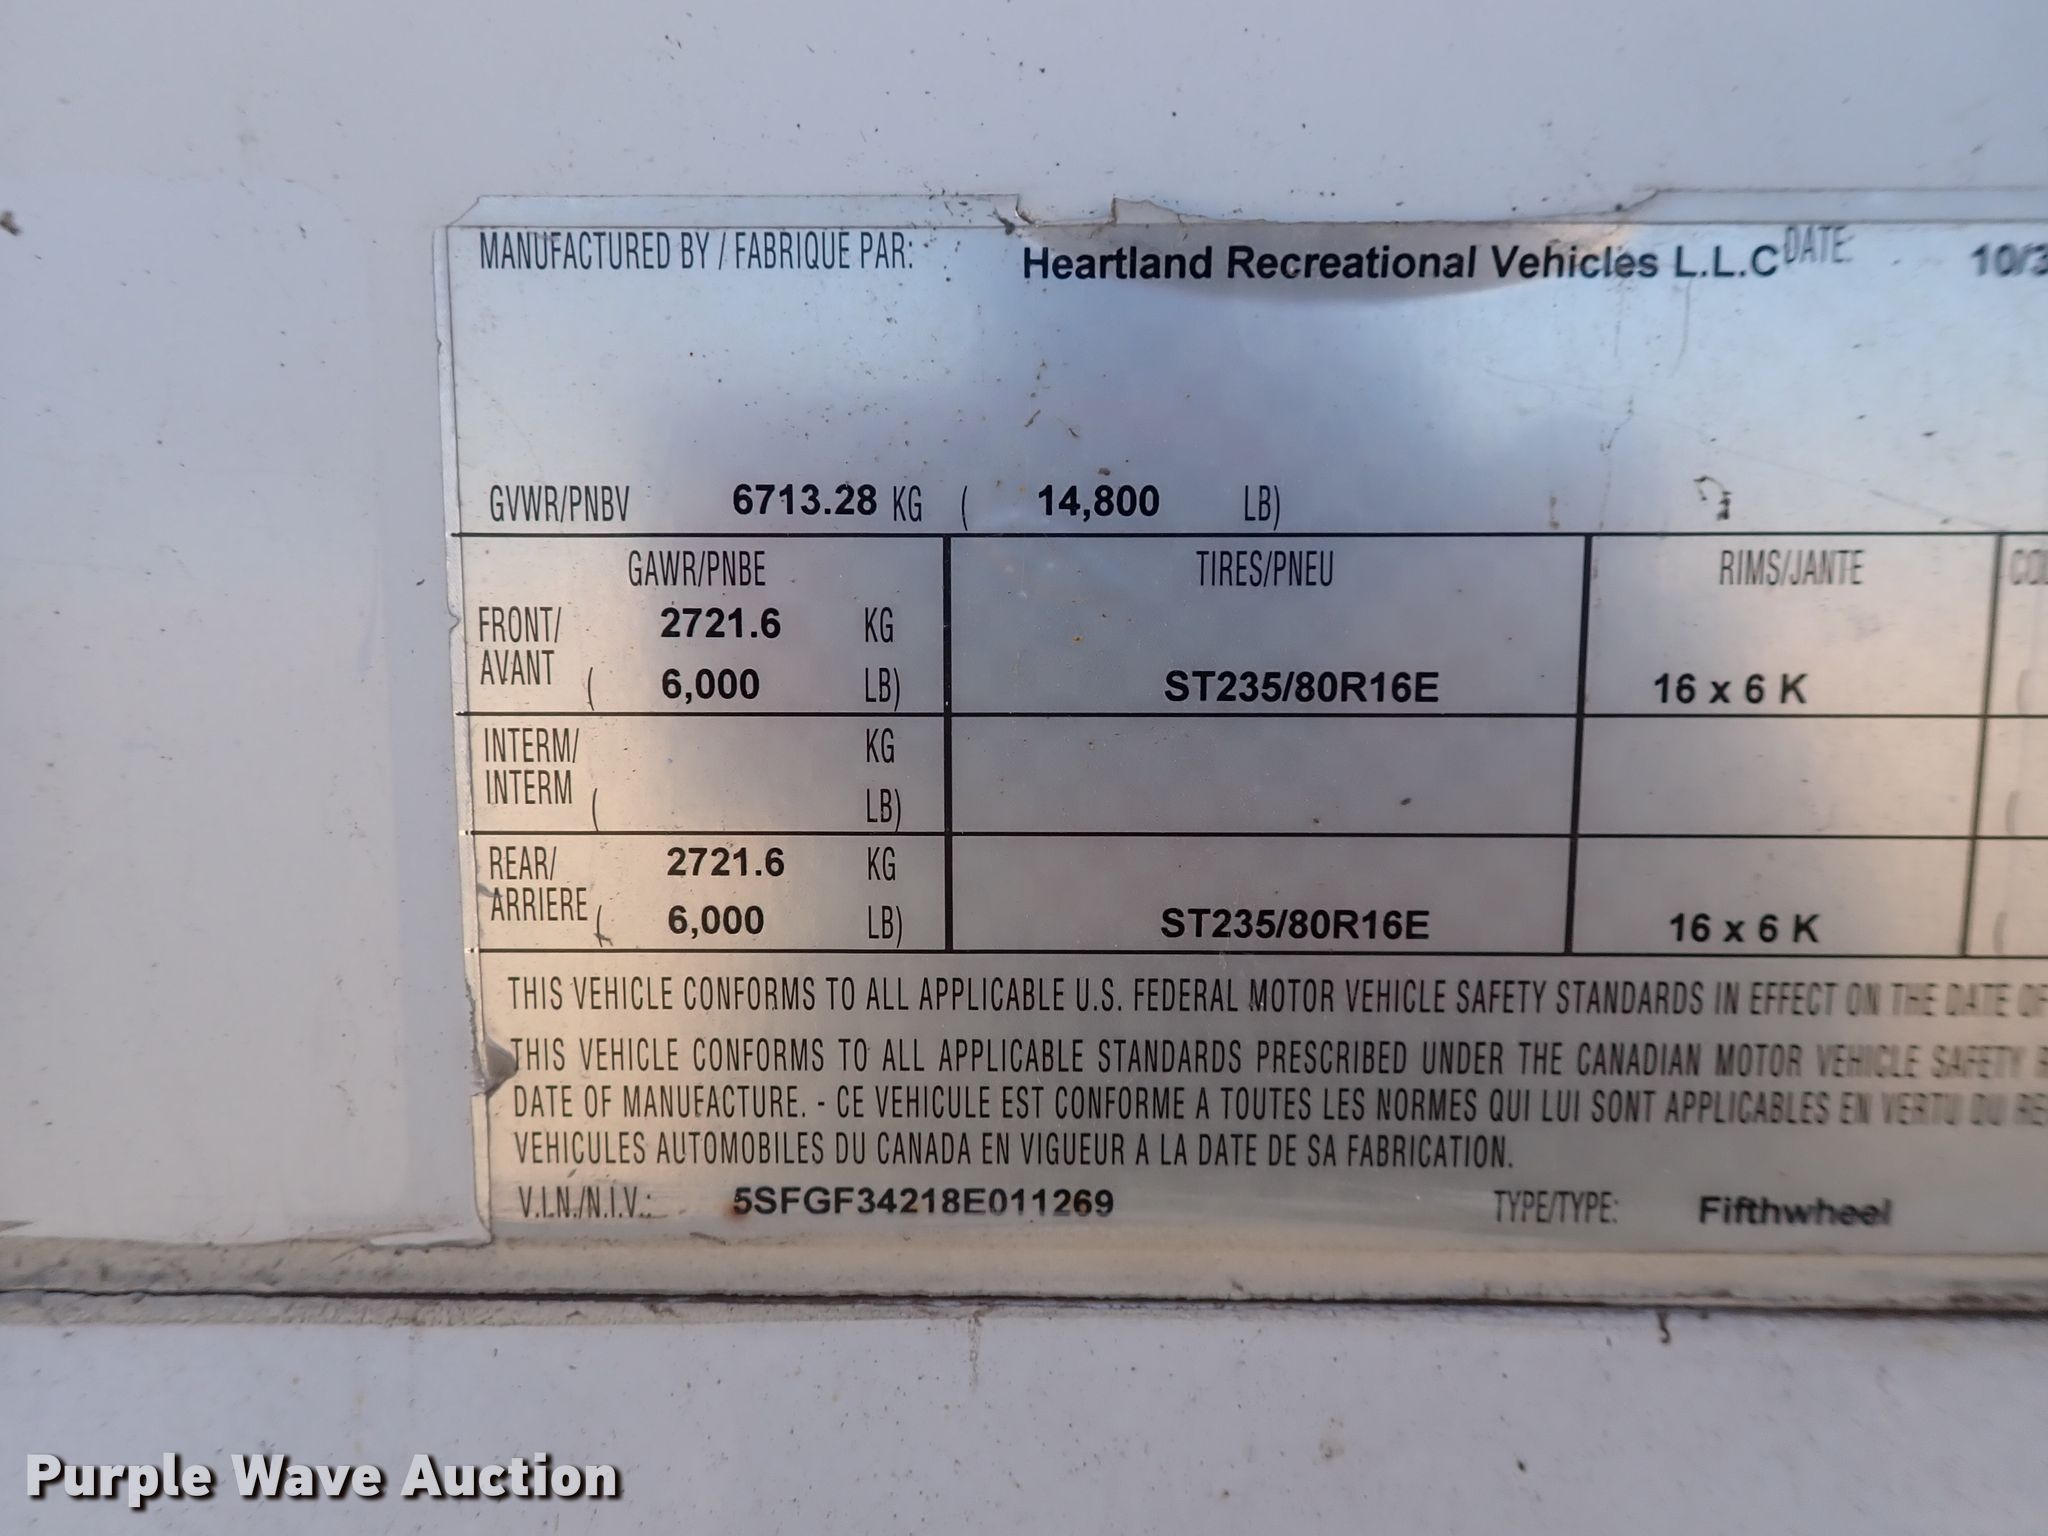 MANUFACTURED BY / FABRIQUE PAR: Heartland Recreational Vehicles L.L.C DATE: 10/3
GVWR/PNBV 6713.28 KG ( 14,800 LB)
GAWR/PNBE TIRES/PNEU RIMS/JANTE
FRONT/ 2721.6 KG
AVANT ( 6,000 LB) ST235/80R16E 16 x 6 K
INTERM/ KG
INTERM ( LB)
REAR/ 2721.6 KG
ARRIERE ( 6,000 LB) ST235/80R16E 16 x 6 K
THIS VEHICLE CONFORMS TO ALL APPLICABLE U.S. FEDERAL MOTOR VEHICLE SAFETY STANDARDS IN EFFECT ON THE DATE OF
THIS VEHICLE CONFORMS TO ALL APPLICABLE STANDARDS PRESCRIBED UNDER THE CANADIAN MOTOR VEHICLE SAFETY
DATE OF MANUFACTURE. - CE VEHICULE EST CONFORME A TOUTES LES NORMES QUI LUI SONT APPLICABLES EN VERTU DU
VEHICULES AUTOMOBILES DU CANADA EN VIGUEUR A LA DATE DE SA FABRICATION.
V.I.N./N.I.V.: 5SFGF34218E011269 TYPE/TYPE: Fifthwheel
Purple Wave Auction